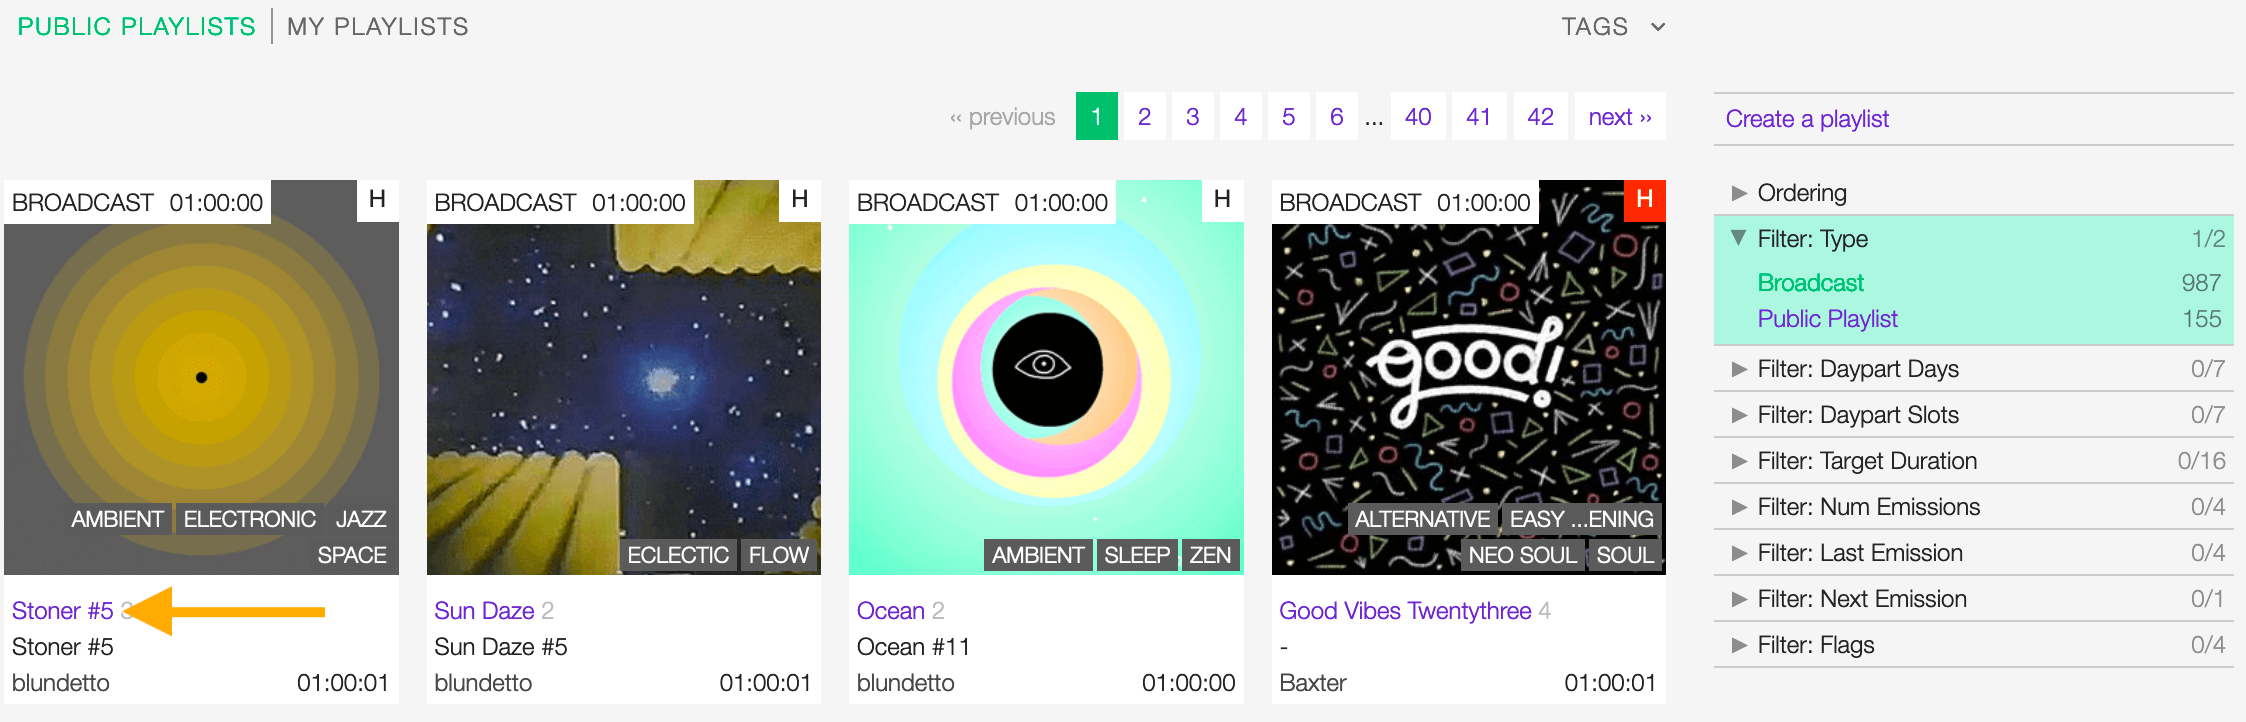 PUBLIC PLAYLISTS | MY PLAYLISTS
TAGS
‹‹ previous 1 2 3 4 5 6 ... 40 41 42 next ››
Create a playlist
BROADCAST 01:00:00 H
AMBIENT ELECTRONIC JAZZ
SPACE
Stoner #5
Stoner #5
blundetto 01:00:01
BROADCAST 01:00:00 H
ECLECTIC FLOW
Sun Daze 2
Sun Daze #5
blundetto 01:00:01
BROADCAST 01:00:00 H
AMBIENT SLEEP ZEN
Ocean 2
Ocean #11
blundetto 01:00:00
BROADCAST 01:00:00 H
good!
ALTERNATIVE EASY ...ENING
NEO SOUL SOUL
Good Vibes Twentythree 4
-
Baxter 01:00:01
Ordering
Filter: Type 1/2
Broadcast 987
Public Playlist 155
Filter: Daypart Days 0/7
Filter: Daypart Slots 0/7
Filter: Target Duration 0/16
Filter: Num Emissions 0/4
Filter: Last Emission 0/4
Filter: Next Emission 0/1
Filter: Flags 0/4